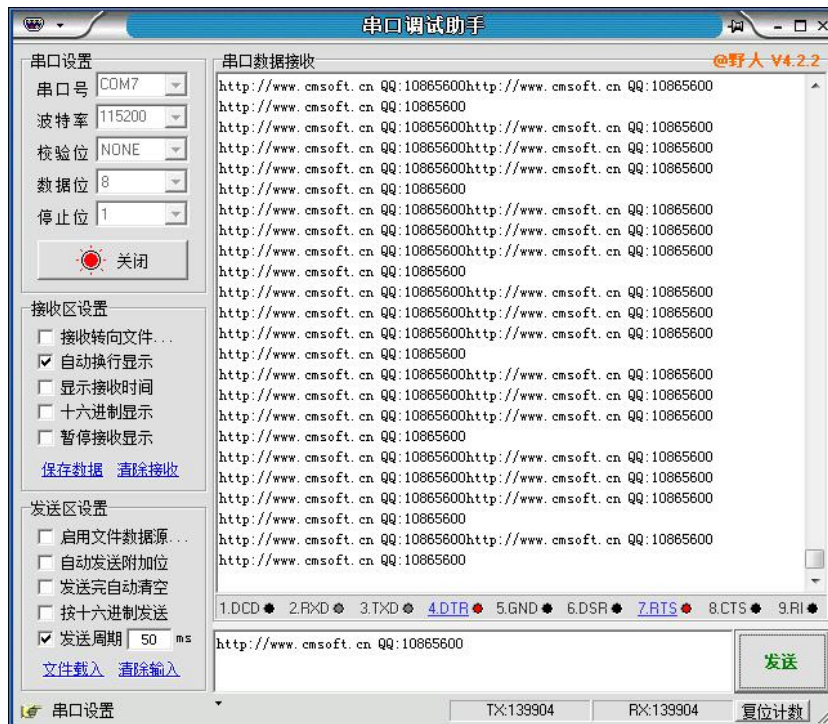 串口调试助手
串口设置
串口号 COM7
波特率 115200
校验位 NONE
数据位 8
停止位 1
关闭
接收区设置
接收转向文件...
自动换行显示
显示接收时间
十六进制显示
暂停接收显示
保存数据 清除接收
发送区设置
启用文件数据源...
自动发送附加位
发送完自动清空
按十六进制发送
发送周期 50 ms
文件载入 清除输入
串口数据接收 @野人 V4.2.2
http://www.cmsoft.cn QQ:10865600http://www.cmsoft.cn QQ:10865600
http://www.cmsoft.cn QQ:10865600
http://www.cmsoft.cn QQ:10865600http://www.cmsoft.cn QQ:10865600
http://www.cmsoft.cn QQ:10865600http://www.cmsoft.cn QQ:10865600
http://www.cmsoft.cn QQ:10865600http://www.cmsoft.cn QQ:10865600
http://www.cmsoft.cn QQ:10865600
http://www.cmsoft.cn QQ:10865600http://www.cmsoft.cn QQ:10865600
http://www.cmsoft.cn QQ:10865600http://www.cmsoft.cn QQ:10865600
http://www.cmsoft.cn QQ:10865600http://www.cmsoft.cn QQ:10865600
http://www.cmsoft.cn QQ:10865600
http://www.cmsoft.cn QQ:10865600http://www.cmsoft.cn QQ:10865600
http://www.cmsoft.cn QQ:10865600http://www.cmsoft.cn QQ:10865600
http://www.cmsoft.cn QQ:10865600http://www.cmsoft.cn QQ:10865600
http://www.cmsoft.cn QQ:10865600
http://www.cmsoft.cn QQ:10865600http://www.cmsoft.cn QQ:10865600
http://www.cmsoft.cn QQ:10865600http://www.cmsoft.cn QQ:10865600
http://www.cmsoft.cn QQ:10865600http://www.cmsoft.cn QQ:10865600
http://www.cmsoft.cn QQ:10865600
http://www.cmsoft.cn QQ:10865600http://www.cmsoft.cn QQ:10865600
http://www.cmsoft.cn QQ:10865600http://www.cmsoft.cn QQ:10865600
http://www.cmsoft.cn QQ:10865600http://www.cmsoft.cn QQ:10865600
http://www.cmsoft.cn QQ:10865600
http://www.cmsoft.cn QQ:10865600http://www.cmsoft.cn QQ:10865600
http://www.cmsoft.cn QQ:10865600
1.DCD 2.RXD 3.TXD 4.DTR 5.GND 6.DSR 7.RTS 8.CTS 9.RI
http://www.cmsoft.cn QQ:10865600
发送
串口设置 TX:139904 RX:139904 复位计数